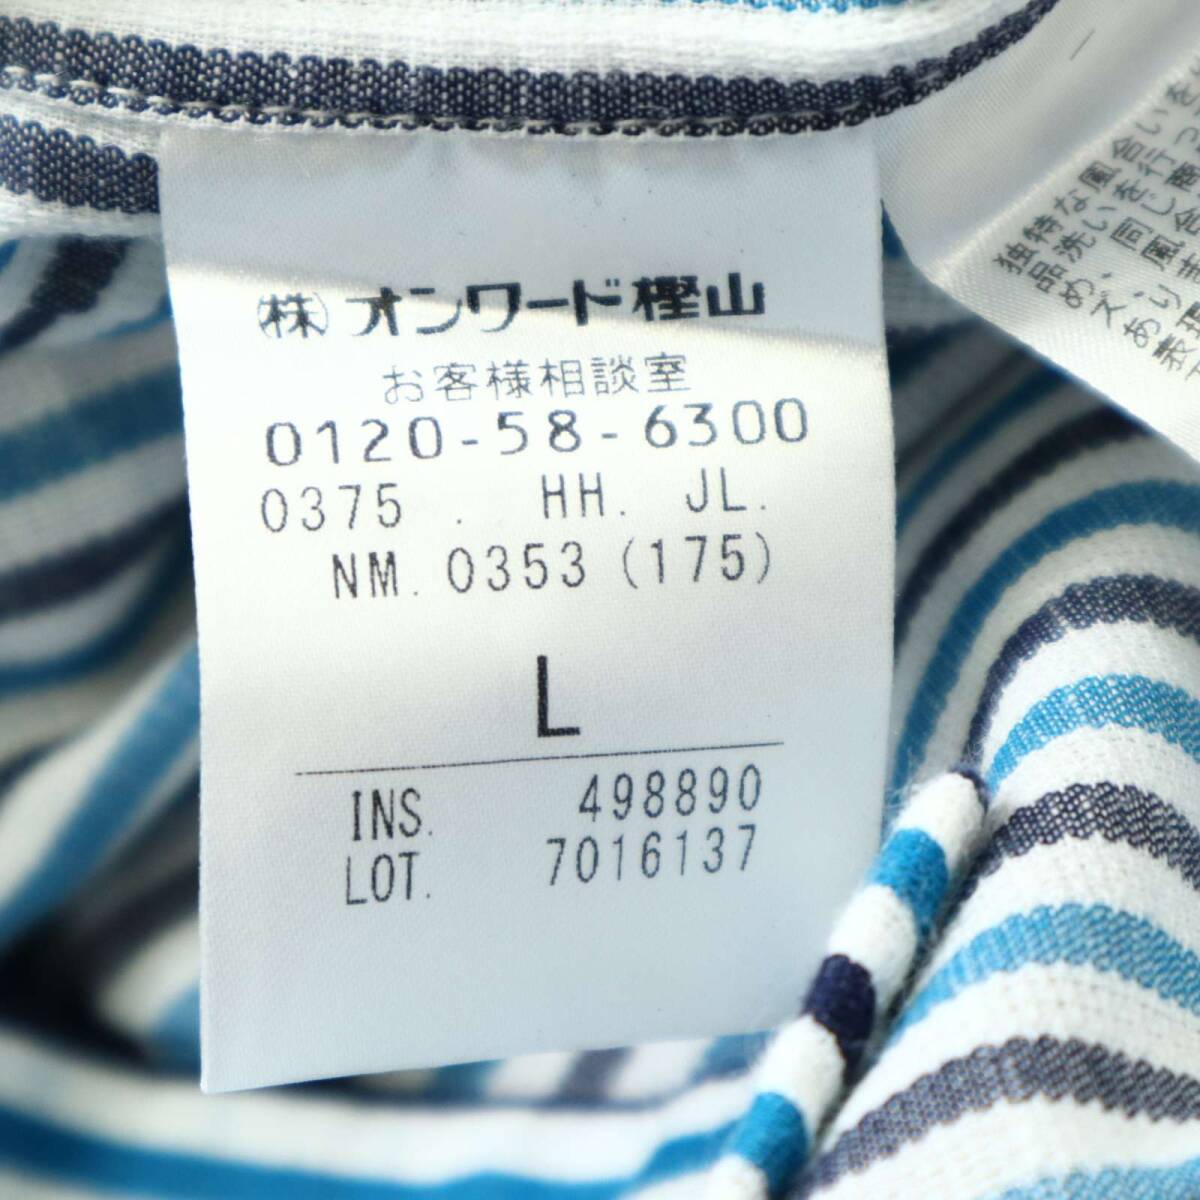 ㈱オンワード樫山
お客様相談室
0120-58-6300
0375 . HH. JL.
NM. 0353 (175)
L
INS. 498890
LOT. 7016137